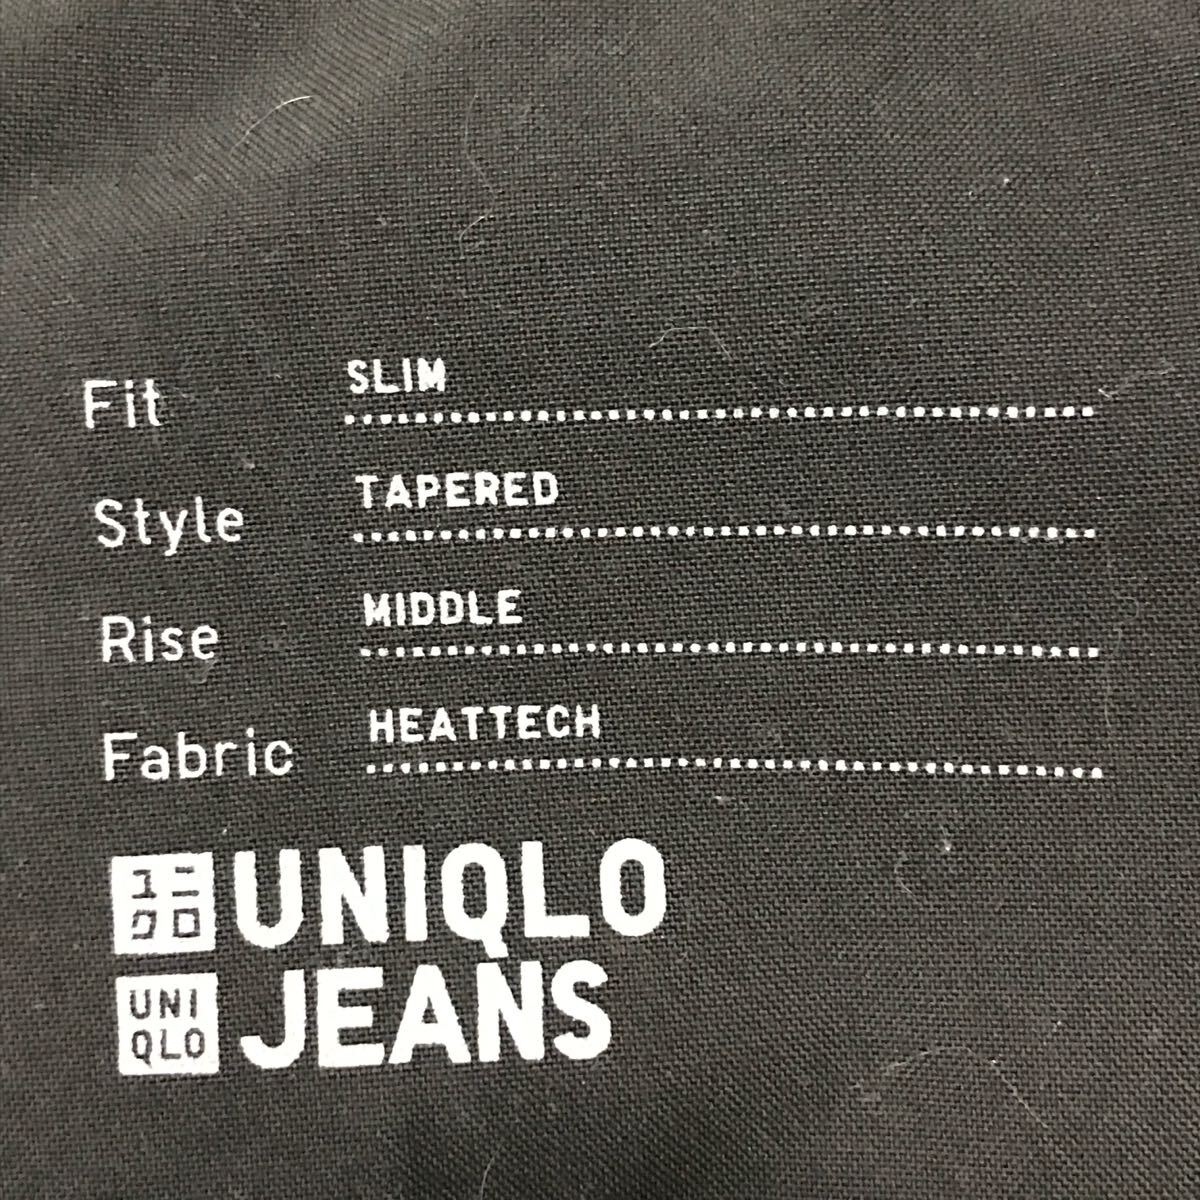 Fit SLIM
Style TAPERED
Rise MIDDLE
Fabric HEATTECH
ユニ
クロ
UNIQLO
UNI
QLO
JEANS